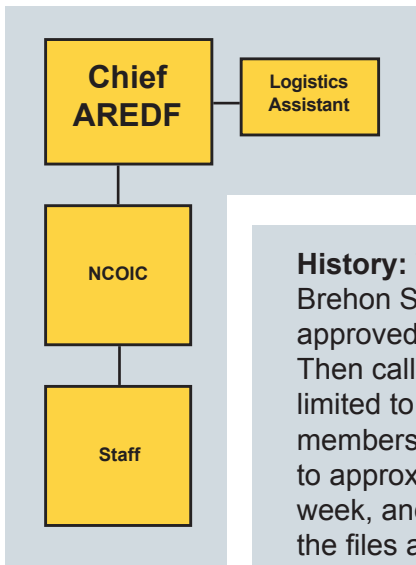 Chief
AREDF
Logistics
Assistant
NCOIC
Staff
History:
Brehon S
approved
Then call
limited to
members
to approx
week, an
the files a